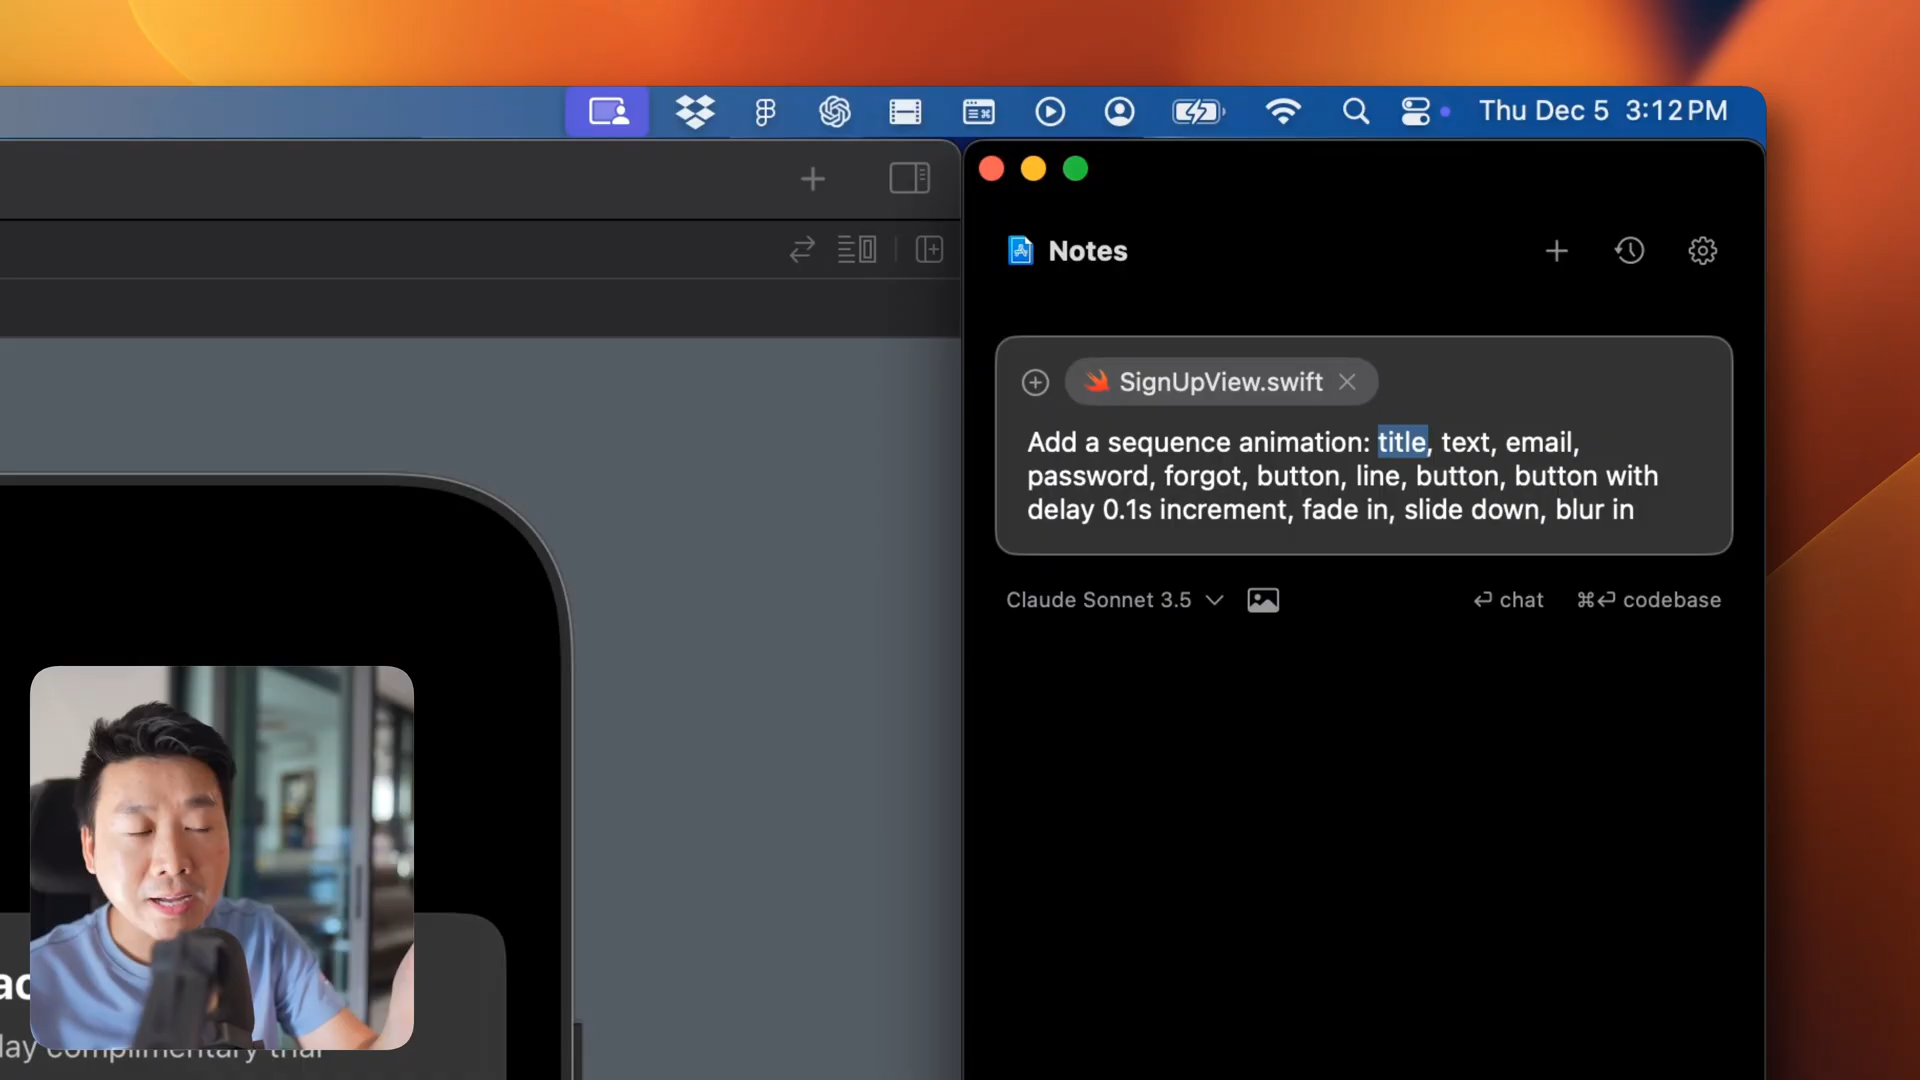 Thu Dec 5 3:12 PM
Notes
SignUpView.swift
Add a sequence animation: title, text, email,
password, forgot, button, line, button, button with
delay 0.1s increment, fade in, slide down, blur in
Claude Sonnet 3.5
chat
codebase
complimentary trial